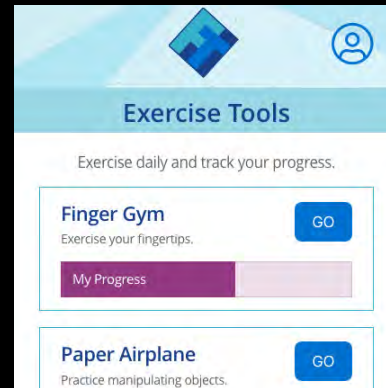 Exercise Tools
Exercise daily and track your progress.
Finger Gym
GO
Exercise your fingertips.
My Progress
Paper Airplane
GO
Practice manipulating objects.